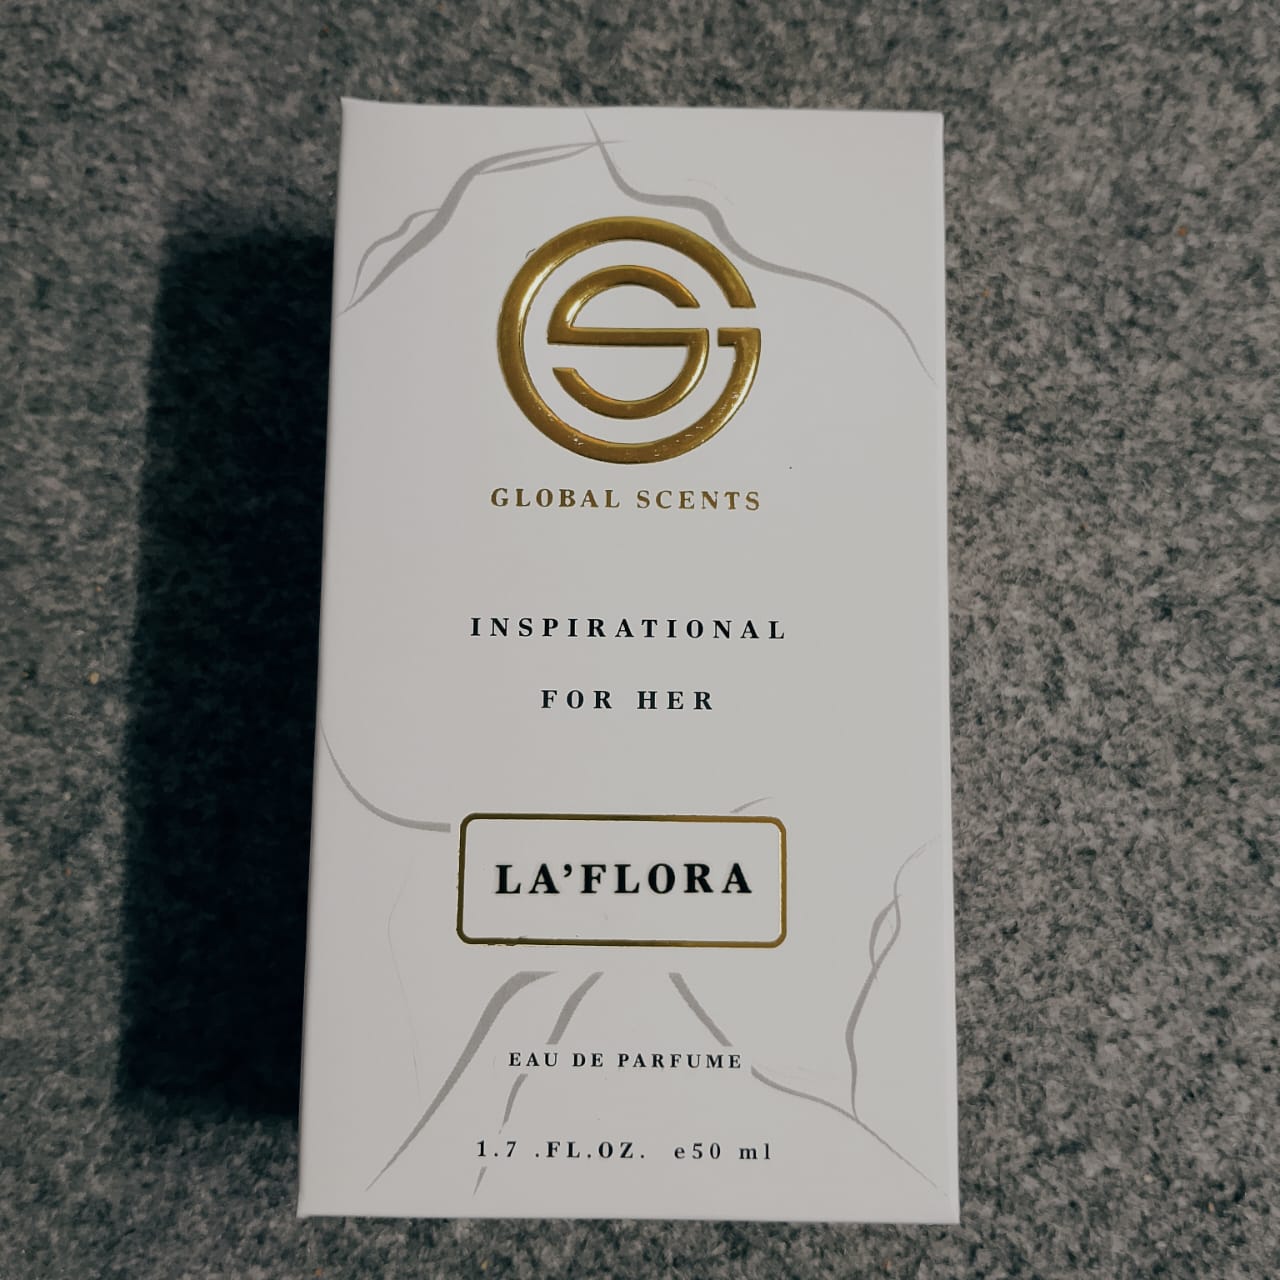 GLOBAL SCENTS
INSPIRATIONAL
FOR HER
LA'FLORA
EAU DE PARFUME
1.7 .FL.OZ. e50 ml